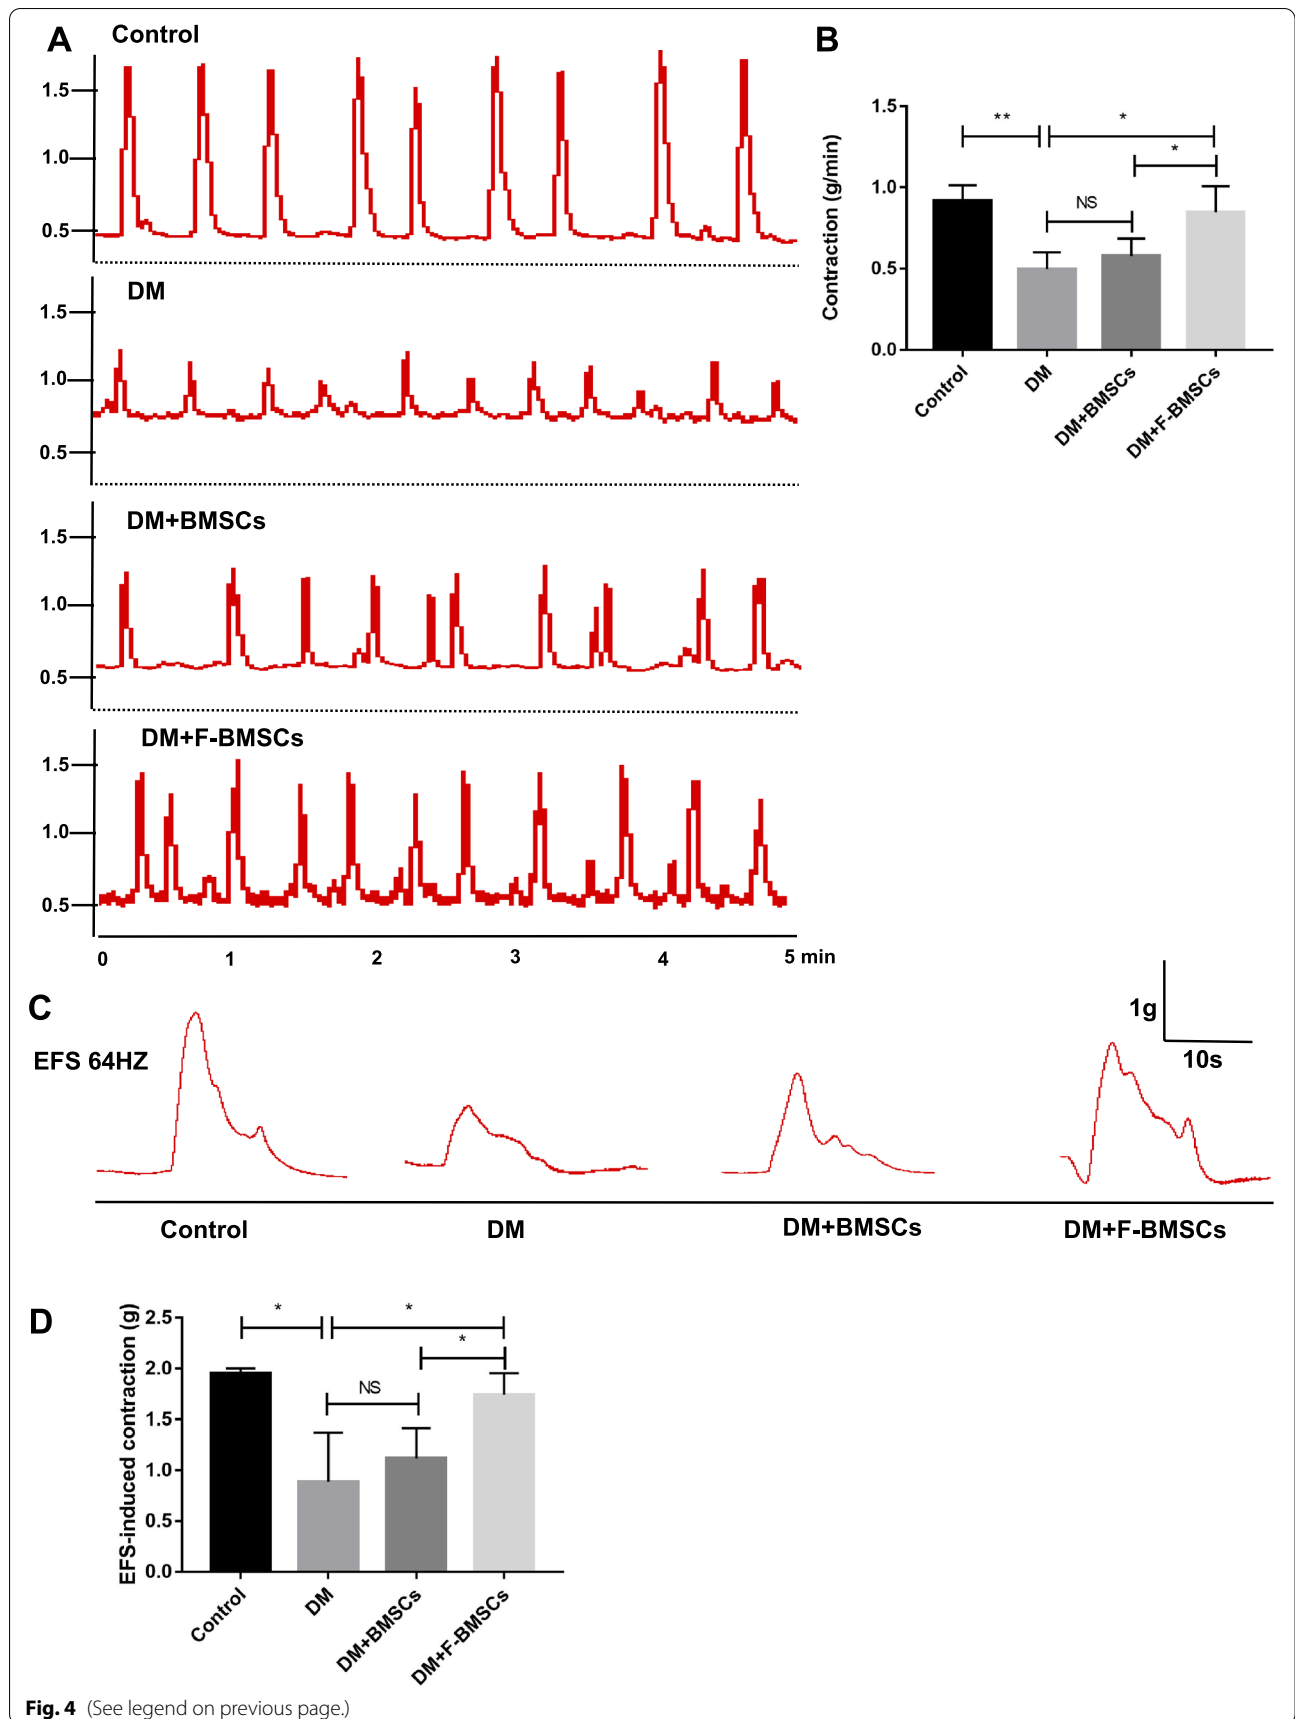 A
Control
1.5
1.0
0.5
DM
1.5
1.0
0.5
DM+BMSCs
1.5
1.0
0.5
DM+F-BMSCs
1.5
1.0
0.5
0 1 2 3 4 5 min
B
Contraction (g/min)
1.5
1.0
0.5
0.0
** *
*
NS
Control DM DM+BMSCs DM+F-BMSCs
C
EFS 64HZ
1g
10s
Control DM DM+BMSCs DM+F-BMSCs
D
EFS-induced contraction (g)
2.5
2.0
1.5
1.0
0.5
0.0
* *
*
NS
Control DM DM+BMSCs DM+F-BMSCs
Fig. 4 (See legend on previous page.)